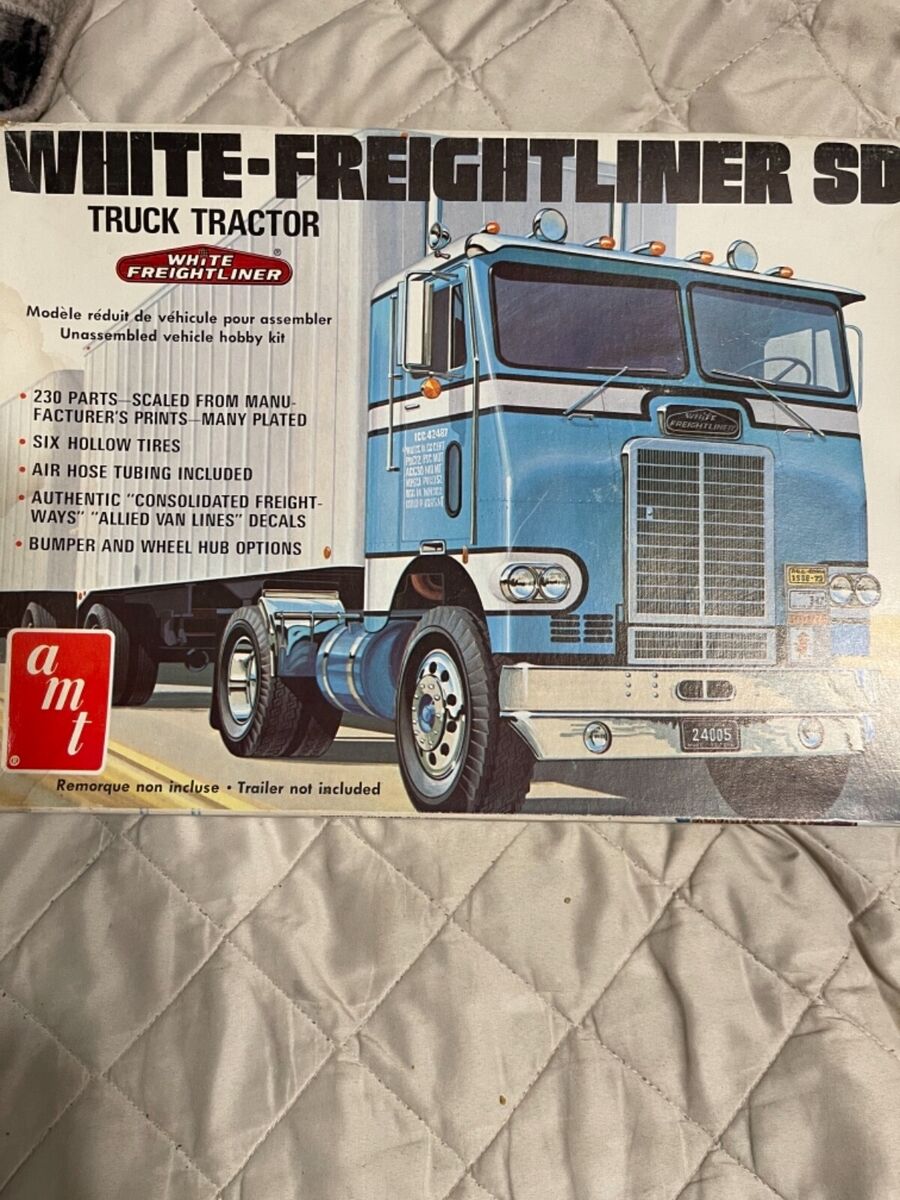 WHITE-FREIGHTLINER SD
TRUCK TRACTOR
WHITE
FREIGHTLINER
®
Modèle réduit de véhicule pour assembler
Unassembled vehicle hobby kit
• 230 PARTS—SCALED FROM MANU-
FACTURER'S PRINTS—MANY PLATED
• SIX HOLLOW TIRES
• AIR HOSE TUBING INCLUDED
• AUTHENTIC "CONSOLIDATED FREIGHT-
WAYS" "ALLIED VAN LINES" DECALS
• BUMPER AND WHEEL HUB OPTIONS
ICC.42487
WHITE
FREIGHTLINER
24005
amt
®
Remorque non incluse • Trailer not included